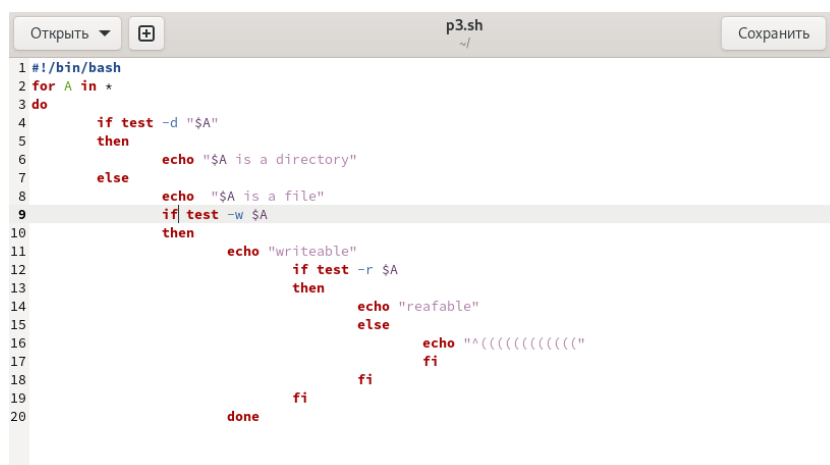 Открыть
p3.sh
~/
Сохранить
1 #!/bin/bash
2 for A in *
3 do
4 if test -d "$A"
5 then
6 echo "$A is a directory"
7 else
8 echo  "$A is a file"
9 if test -w $A
10 then
11 echo "writeable"
12 if test -r $A
13 then
14 echo "reafable"
15 else
16 echo "^(((((((((((("
17 fi
18 fi
19 fi
20 done